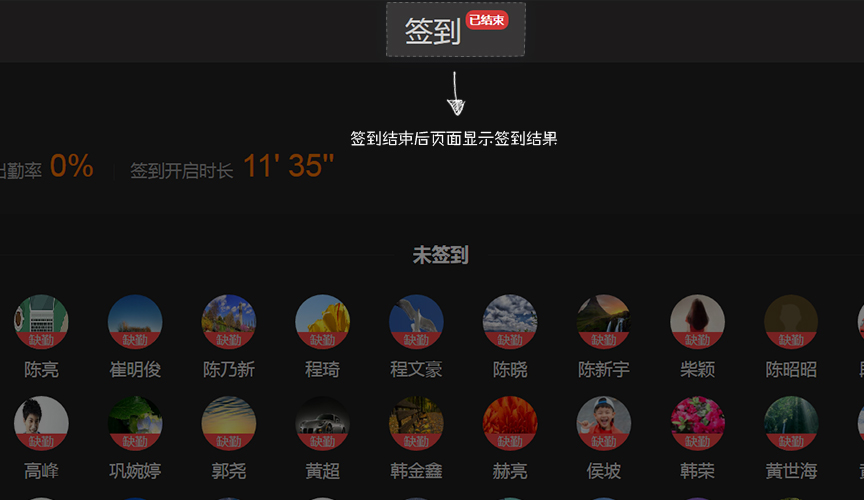 签到 已结束
签到结束后页面显示签到结果
出勤率 0% 签到开启时长 11' 35"
未签到
缺勤 缺勤 缺勤 缺勤 缺勤 缺勤 缺勤 缺勤 缺勤
陈亮 崔明俊 陈乃新 程琦 程文豪 陈晓 陈新宇 柴颖 陈昭昭
缺勤 缺勤 缺勤 缺勤 缺勤 缺勤 缺勤 缺勤 缺勤
高峰 巩婉婷 郭尧 黄超 韩金鑫 赫亮 侯坡 韩荣 黄世海